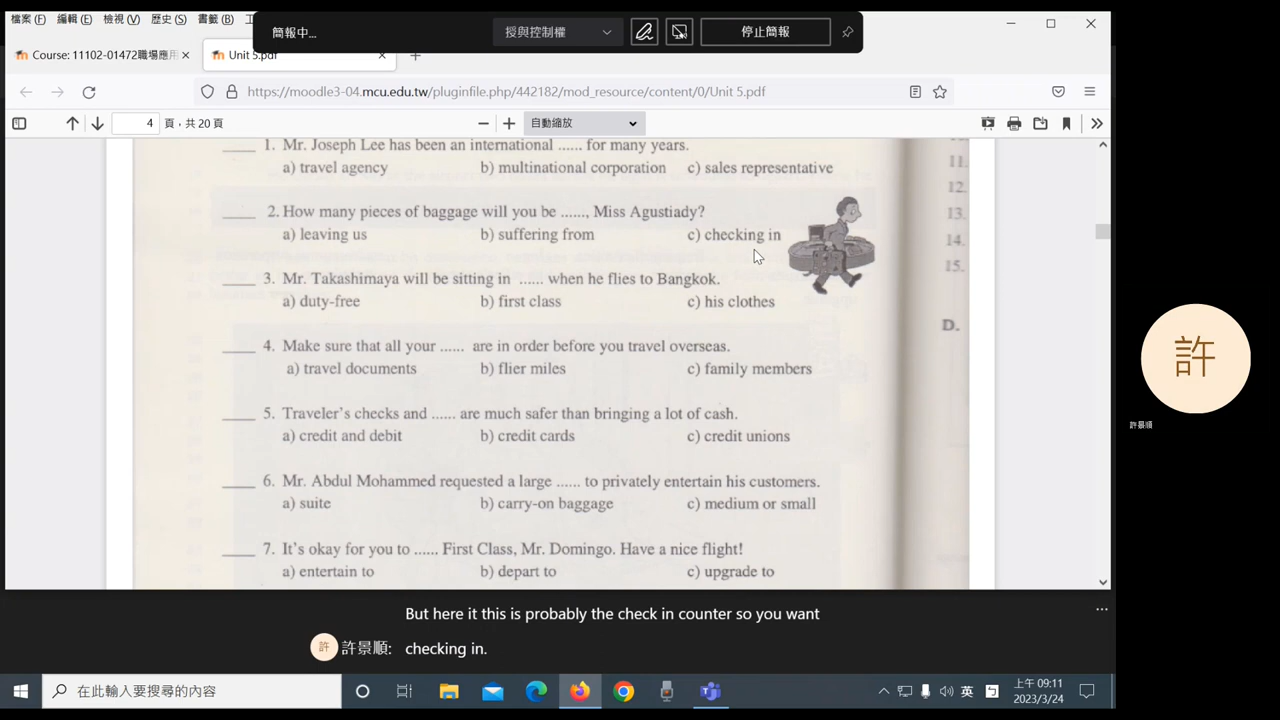 檔案(F) 編輯(E) 檢視(V) 歷史(S) 書籤(B)
簡報中...
授與控制權
停止簡報
Course: 11102-01472職場應用
Unit 5.pdf
https://moodle3-04.mcu.edu.tw/pluginfile.php/442182/mod_resource/content/0/Unit 5.pdf
4 頁，共 20 頁
自動縮放
1. Mr. Joseph Lee has been an international ...... for many years.
a) travel agency b) multinational corporation c) sales representative
2. How many pieces of baggage will you be ......, Miss Agustiady?
a) leaving us b) suffering from c) checking in
3. Mr. Takashimaya will be sitting in ...... when he flies to Bangkok.
a) duty-free b) first class c) his clothes
4. Make sure that all your ...... are in order before you travel overseas.
a) travel documents b) flier miles c) family members
5. Traveler's checks and ...... are much safer than bringing a lot of cash.
a) credit and debit b) credit cards c) credit unions
6. Mr. Abdul Mohammed requested a large ...... to privately entertain his customers.
a) suite b) carry-on baggage c) medium or small
7. It's okay for you to ...... First Class, Mr. Domingo. Have a nice flight!
a) entertain to b) depart to c) upgrade to
11.
12.
13.
14.
15.
D.
許
許景順
But here it this is probably the check in counter so you want
許 許景順: checking in.
在此輸入要搜尋的內容
英
上午 09:11
2023/3/24